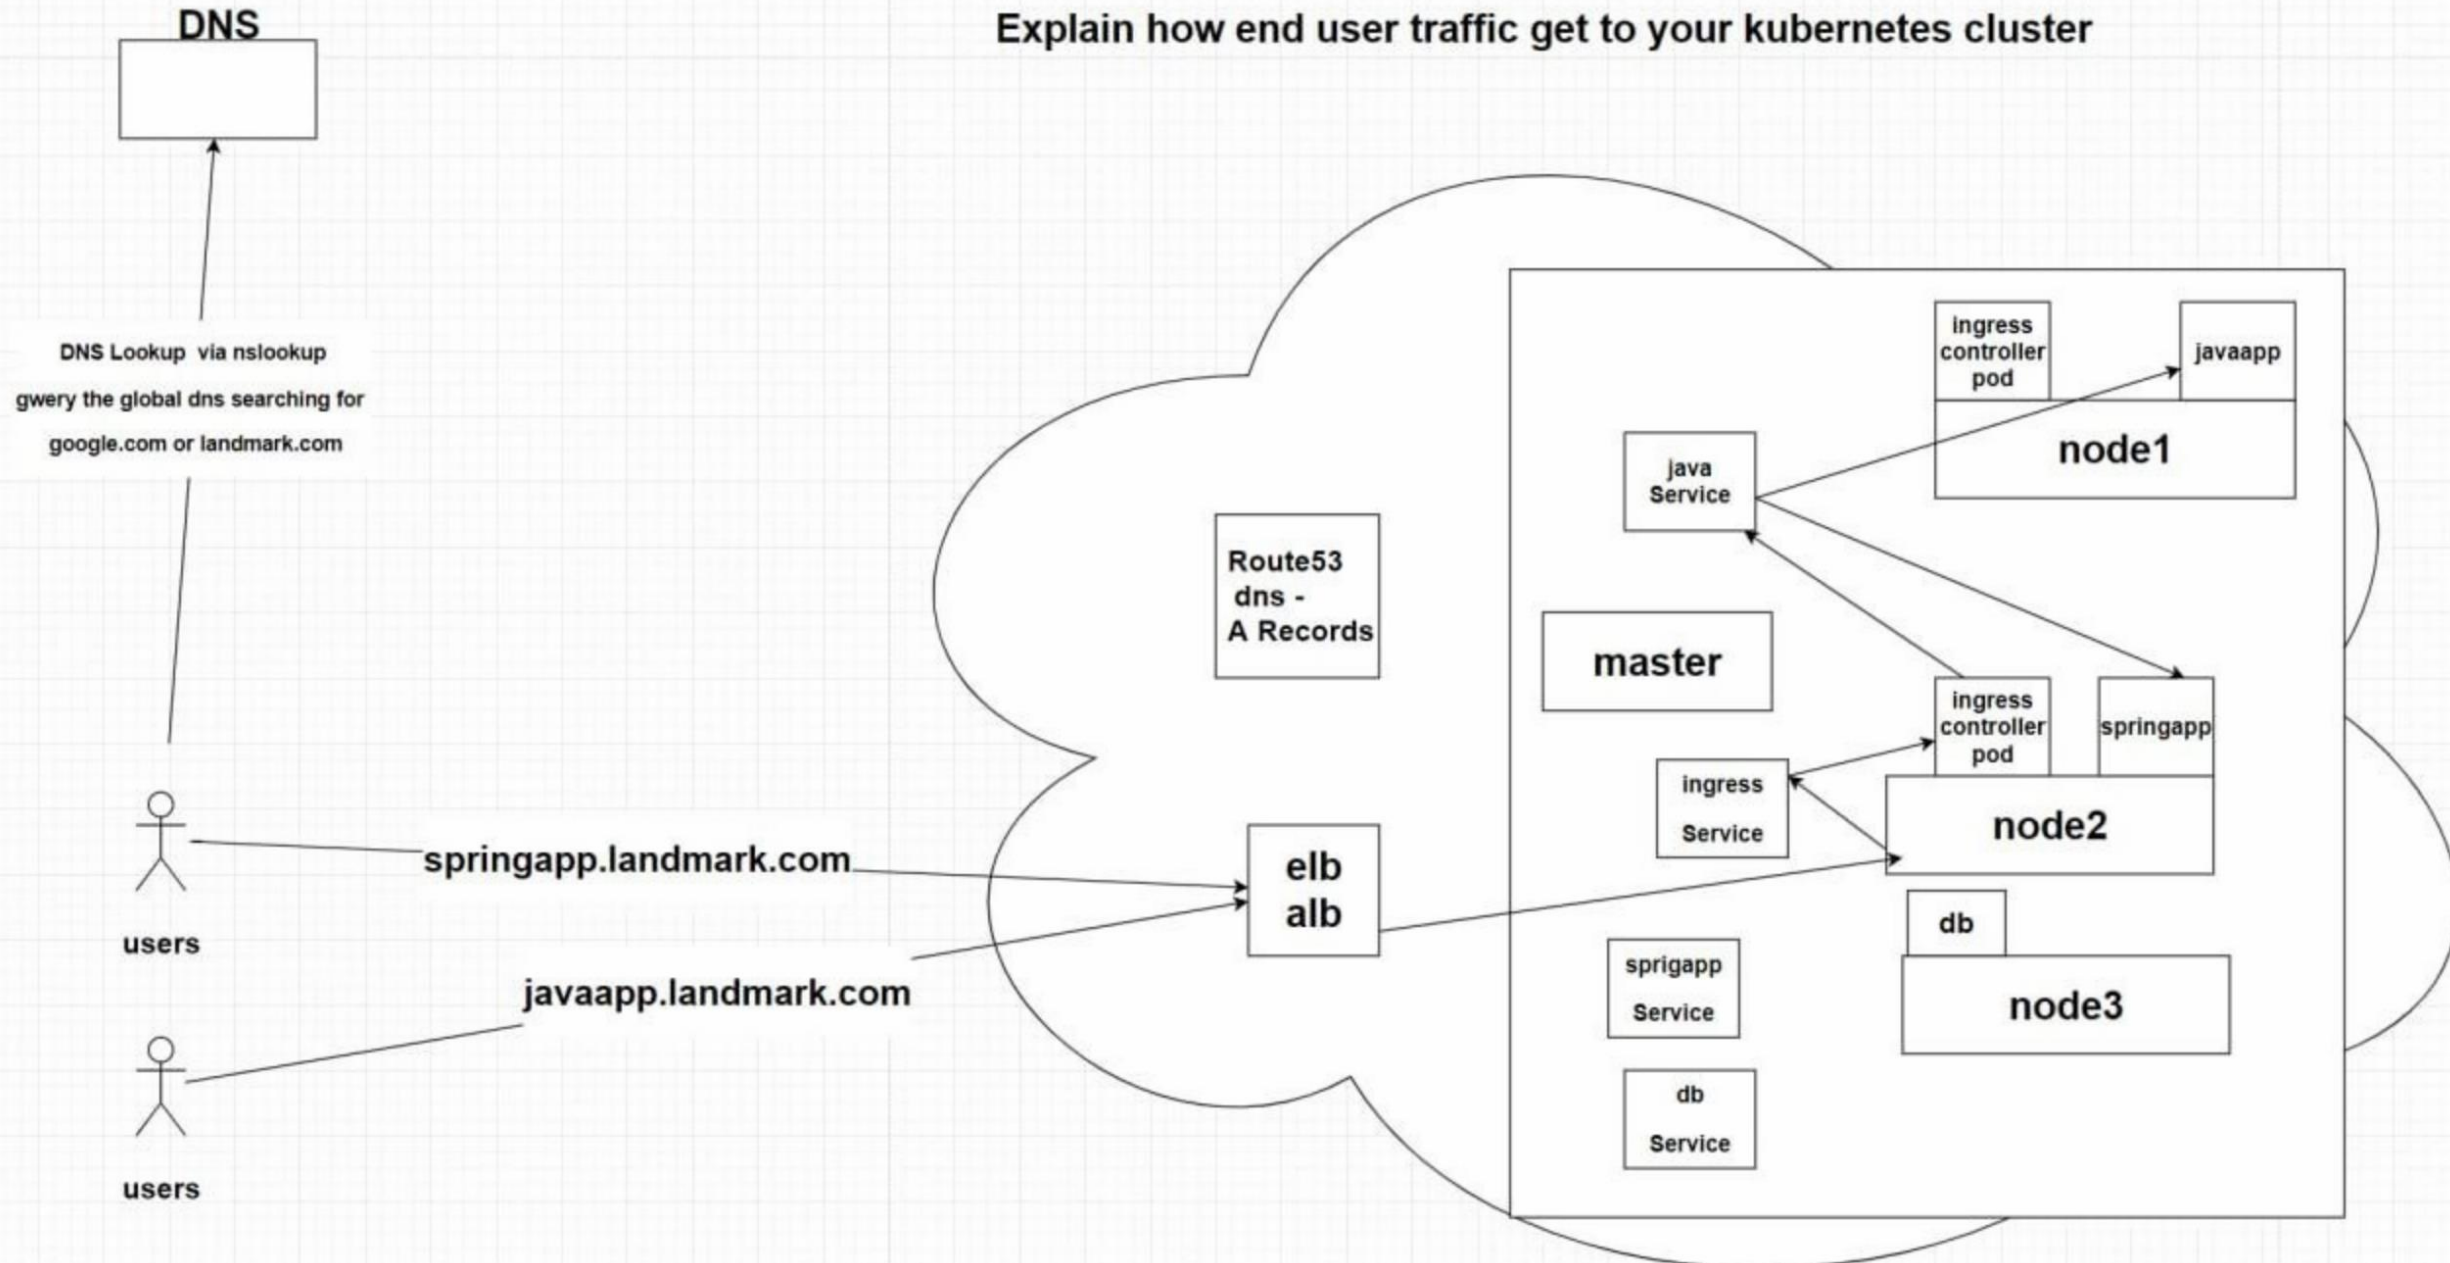 DNS
Explain how end user traffic get to your kubernetes cluster
DNS Lookup via nslookup
gwery the global dns searching for
google.com or landmark.com
users
springapp.landmark.com
javaapp.landmark.com
users
Route53
dns -
A Records
elb
alb
ingress
controller
pod
javaapp
node1
java
Service
master
ingress
controller
pod
springapp
node2
ingress
Service
db
node3
sprigapp
Service
db
Service